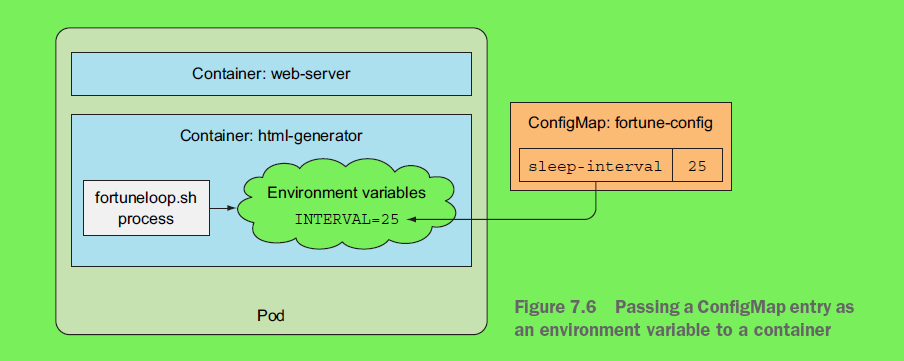 Container: web-server
Container: html-generator
fortuneloop.sh
process
Environment variables
INTERVAL=25
Pod
ConfigMap: fortune-config
sleep-interval 25
Figure 7.6 Passing a ConfigMap entry as
an environment variable to a container